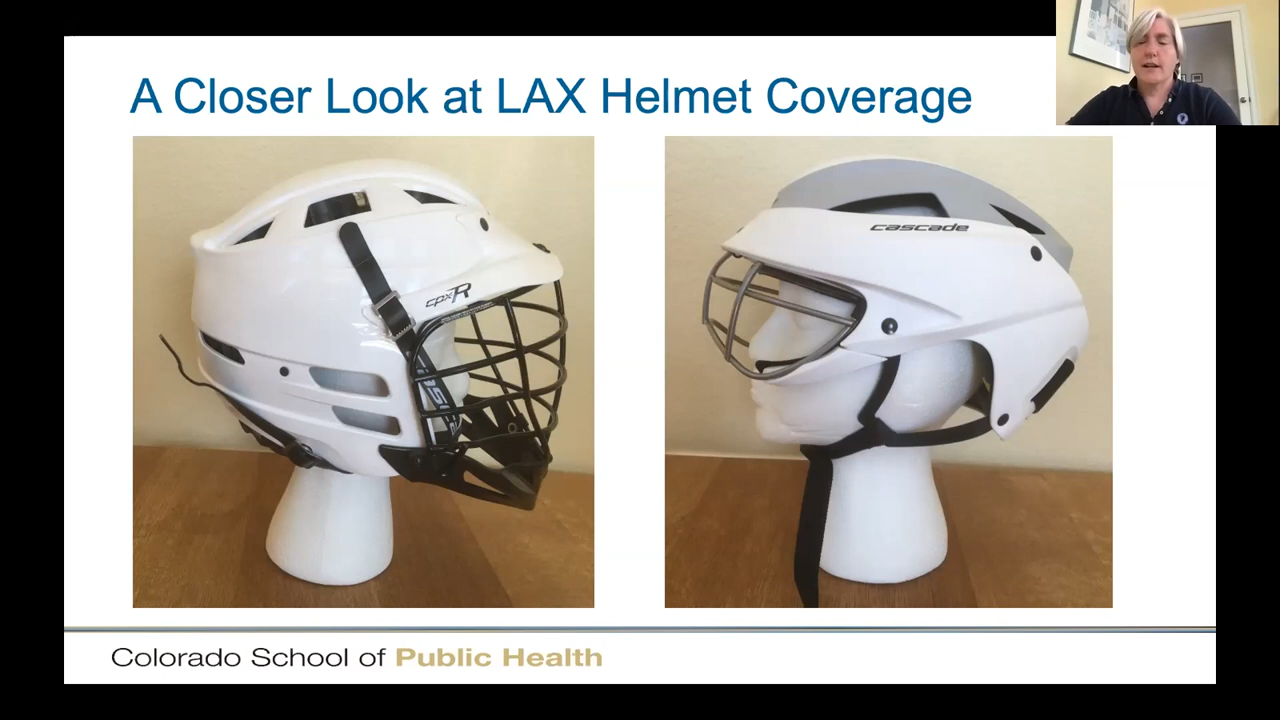 A Closer Look at LAX Helmet Coverage
cpxR
cascade
Colorado School of Public Health